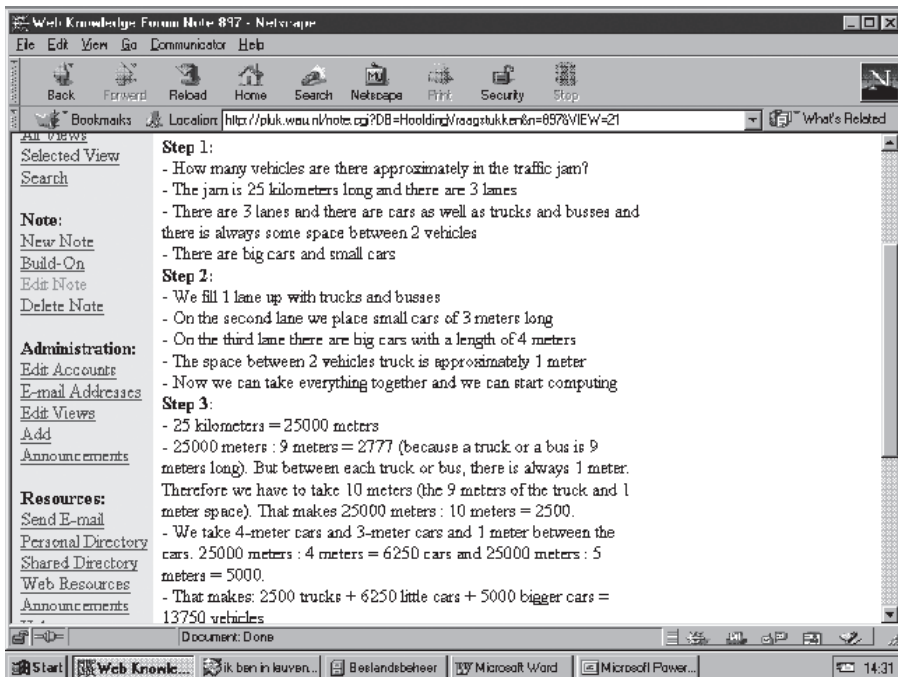 Web Knowledge Forum Note 897 - Netscape
File Edit View Go Communicator Help
Back Forward Reload Home Search Netscape Print Security Stop
Bookmarks Location: http://pluk.wau.nl/note.cgi?DB=HooldingVraagstukken&n=897&VIEW=21 What's Related
All Views
Selected View
Search
Note:
New Note
Build-On
Edit Note
Delete Note
Administration:
Edit Accounts
E-mail Addresses
Edit Views
Add
Announcements
Resources:
Send E-mail
Personal Directory
Shared Directory
Web Resources
Announcements
Step 1:
- How many vehicles are there approximately in the traffic jam?
- The jam is 25 kilometers long and there are 3 lanes
- There are 3 lanes and there are cars as well as trucks and busses and
there is always some space between 2 vehicles
- There are big cars and small cars
Step 2:
- We fill 1 lane up with trucks and busses
- On the second lane we place small cars of 3 meters long
- On the third lane there are big cars with a length of 4 meters
- The space between 2 vehicles truck is approximately 1 meter
- Now we can take everything together and we can start computing
Step 3:
- 25 kilometers = 25000 meters
- 25000 meters : 9 meters = 2777 (because a truck or a bus is 9
meters long). But between each truck or bus, there is always 1 meter.
Therefore we have to take 10 meters (the 9 meters of the truck and 1
meter space). That makes 25000 meters : 10 meters = 2500.
- We take 4-meter cars and 3-meter cars and 1 meter between the
cars. 25000 meters : 4 meters = 6250 cars and 25000 meters : 5
meters = 5000.
- That makes: 2500 trucks + 6250 little cars + 5000 bigger cars =
13750 vehicles
Document: Done
Start Web Knowle... ik ben in leuven... Beslandsbeheer Microsoft Word Microsoft Power... 14:31